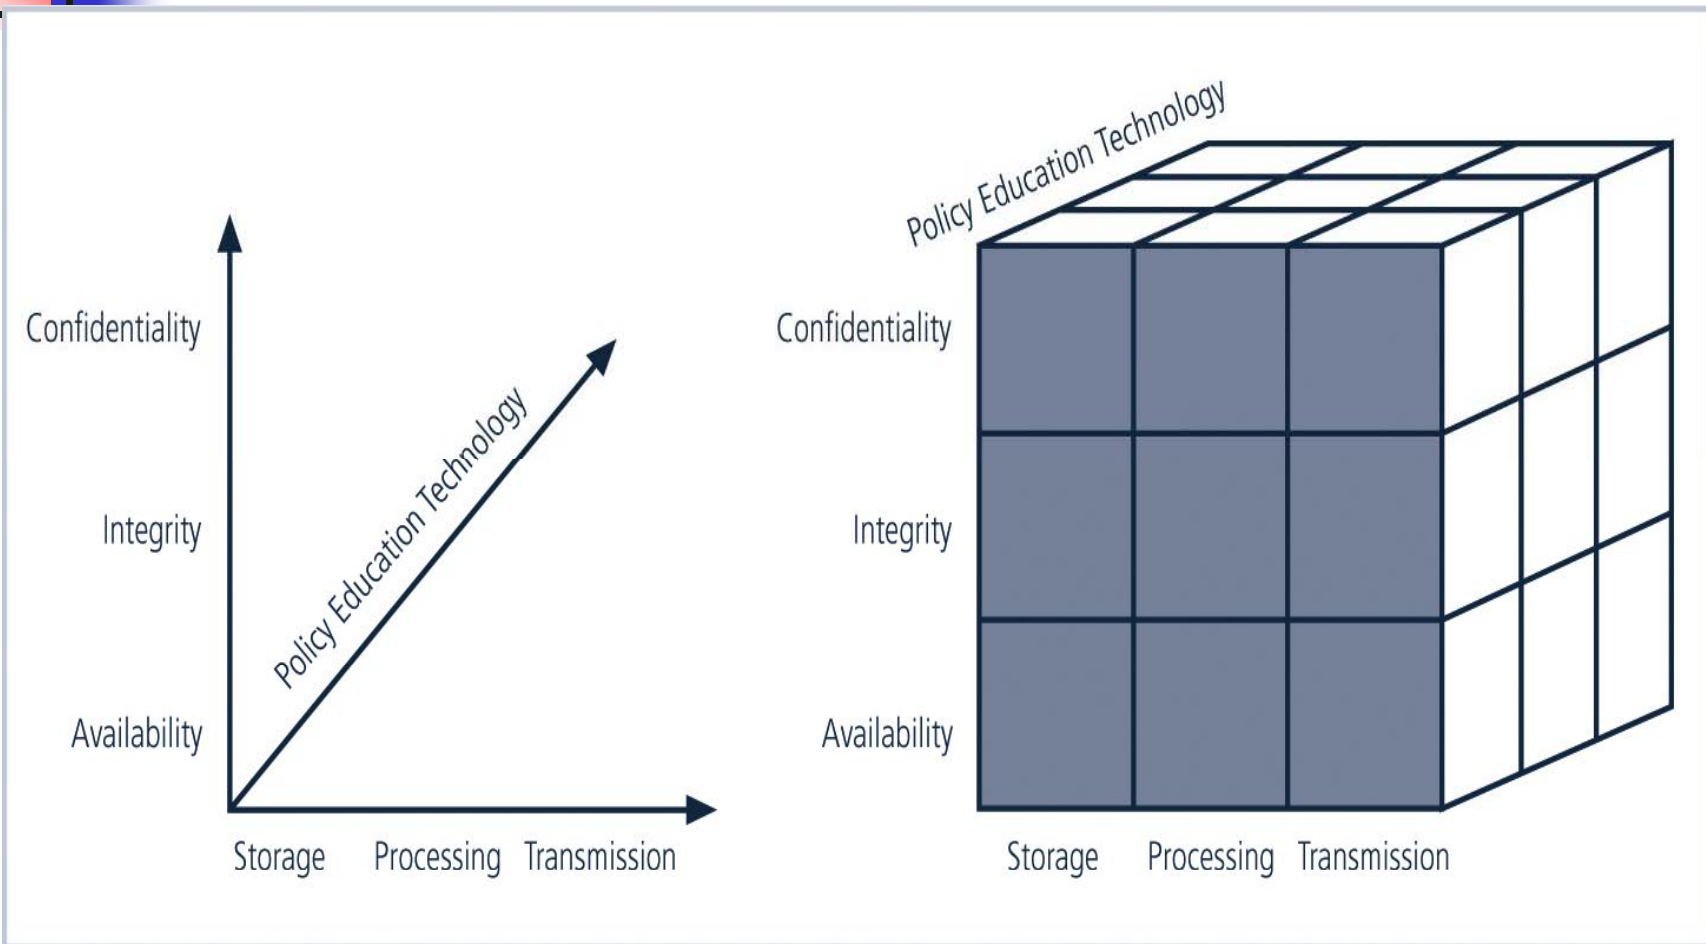 Confidentiality
Integrity
Availability
Policy Education Technology
Storage Processing Transmission
Policy Education Technology
Confidentiality
Integrity
Availability
Storage Processing Transmission